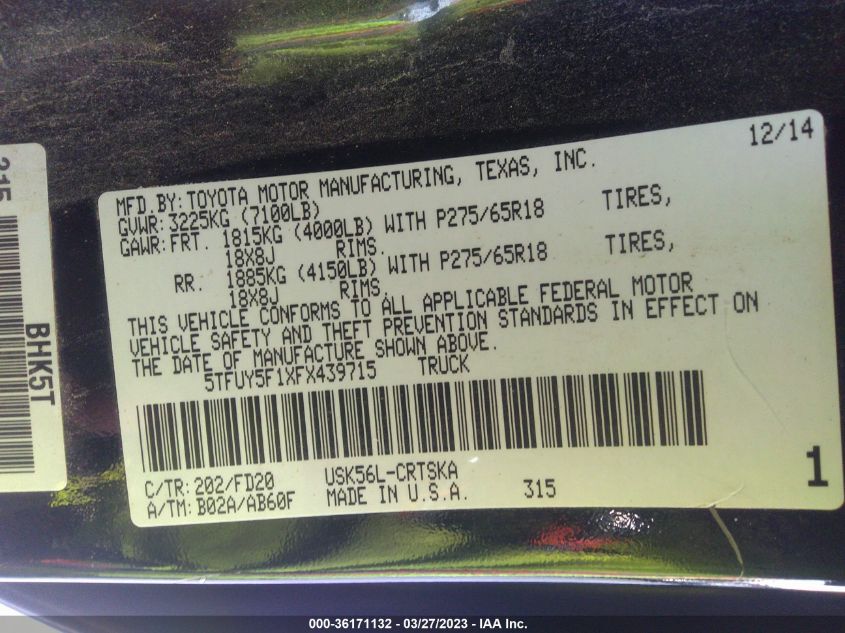 12/14
MFD.BY:TOYOTA MOTOR MANUFACTURING, TEXAS, INC.
GVWR:3225KG (7100LB)
GAWR:FRT. 1815KG (4000LB) WITH P275/65R18 TIRES,
18X8J RIMS.
RR. 1885KG (4150LB) WITH P275/65R18 TIRES,
18X8J RIMS.
THIS VEHICLE CONFORMS TO ALL APPLICABLE FEDERAL MOTOR
VEHICLE SAFETY AND THEFT PREVENTION STANDARDS IN EFFECT ON
THE DATE OF MANUFACTURE SHOWN ABOVE.
5TFUY5F1XFX439715 TRUCK
C/TR:202/FD20 USK56L-CRTSKA
A/TM:B02A/AB60F MADE IN U.S.A. 315
1
BHK5T
000-36171132 - 03/27/2023 - IAA Inc.